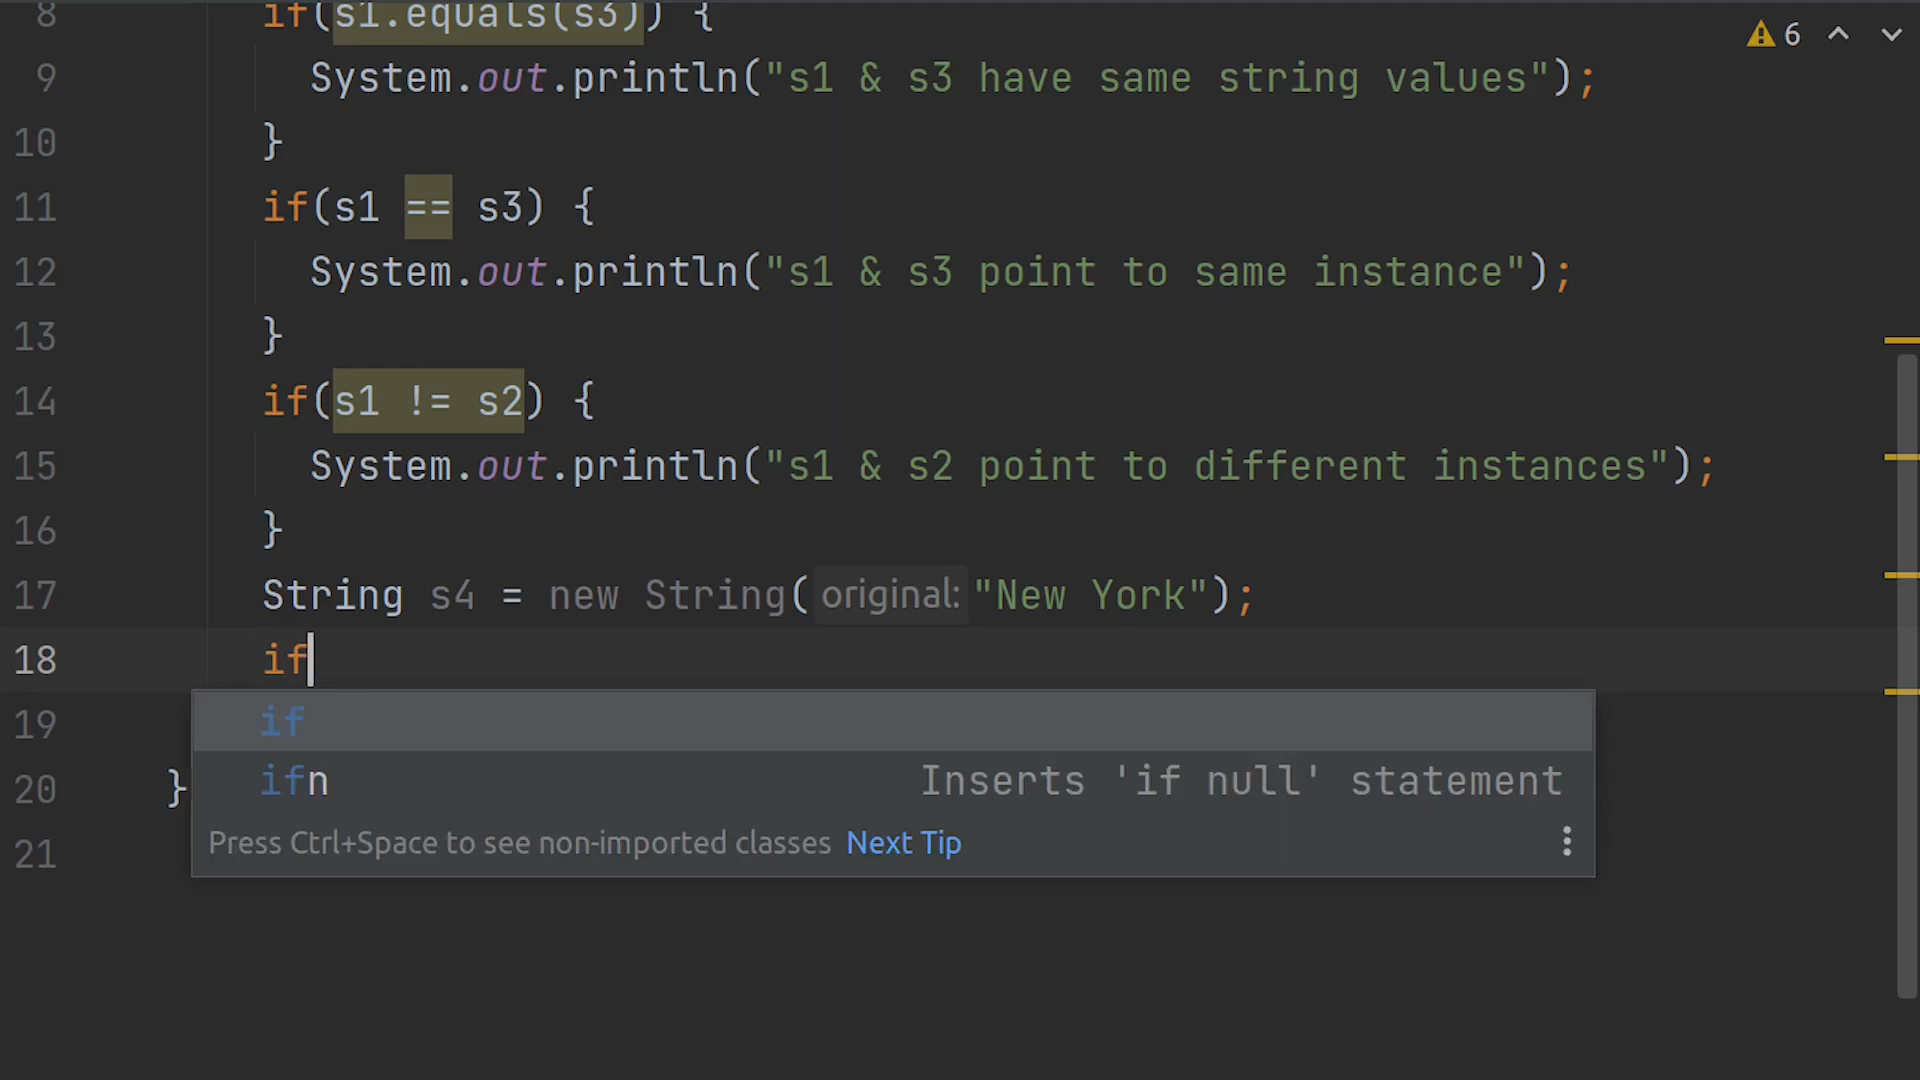 8 if(s1.equals(s3)) {
9 System.out.println("s1 & s3 have same string values");
10 }
11 if(s1 == s3) {
12 System.out.println("s1 & s3 point to same instance");
13 }
14 if(s1 != s2) {
15 System.out.println("s1 & s2 point to different instances");
16 }
17 String s4 = new String( original: "New York");
18 if
19
20 }
21
if
ifn Inserts 'if null' statement
Press Ctrl+Space to see non-imported classes Next Tip
6